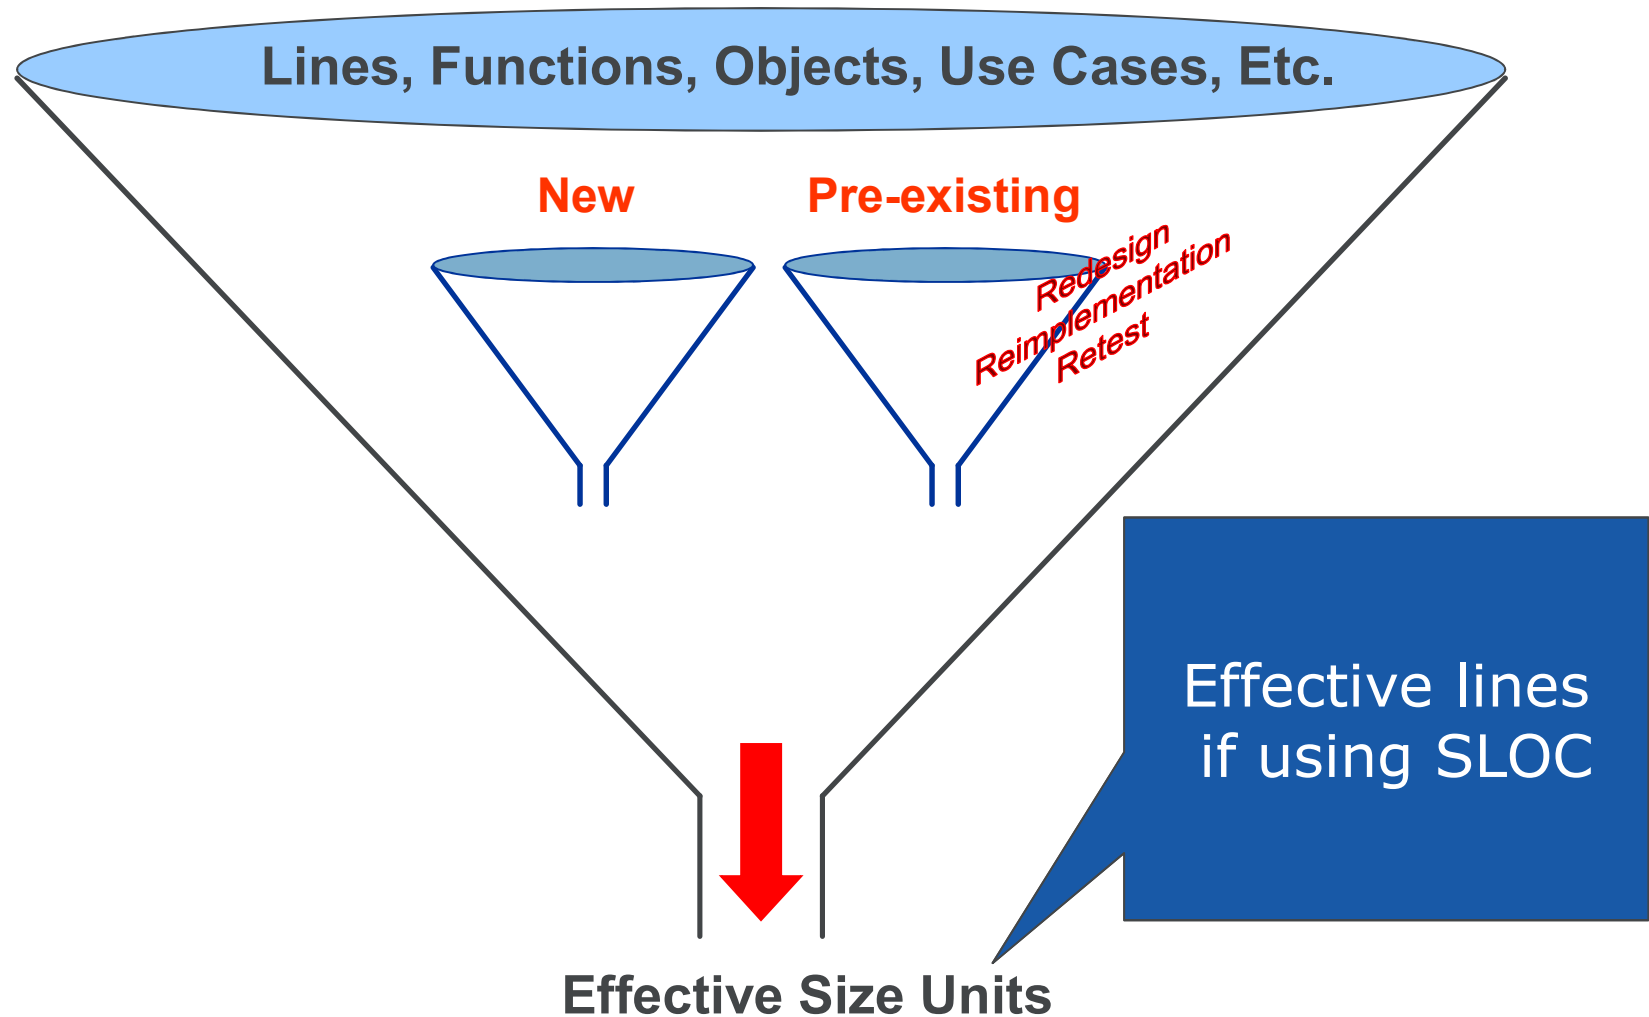 Lines, Functions, Objects, Use Cases, Etc.
New
Pre-existing
Redesign
Reimplementation
Retest
Effective lines
if using SLOC
Effective Size Units